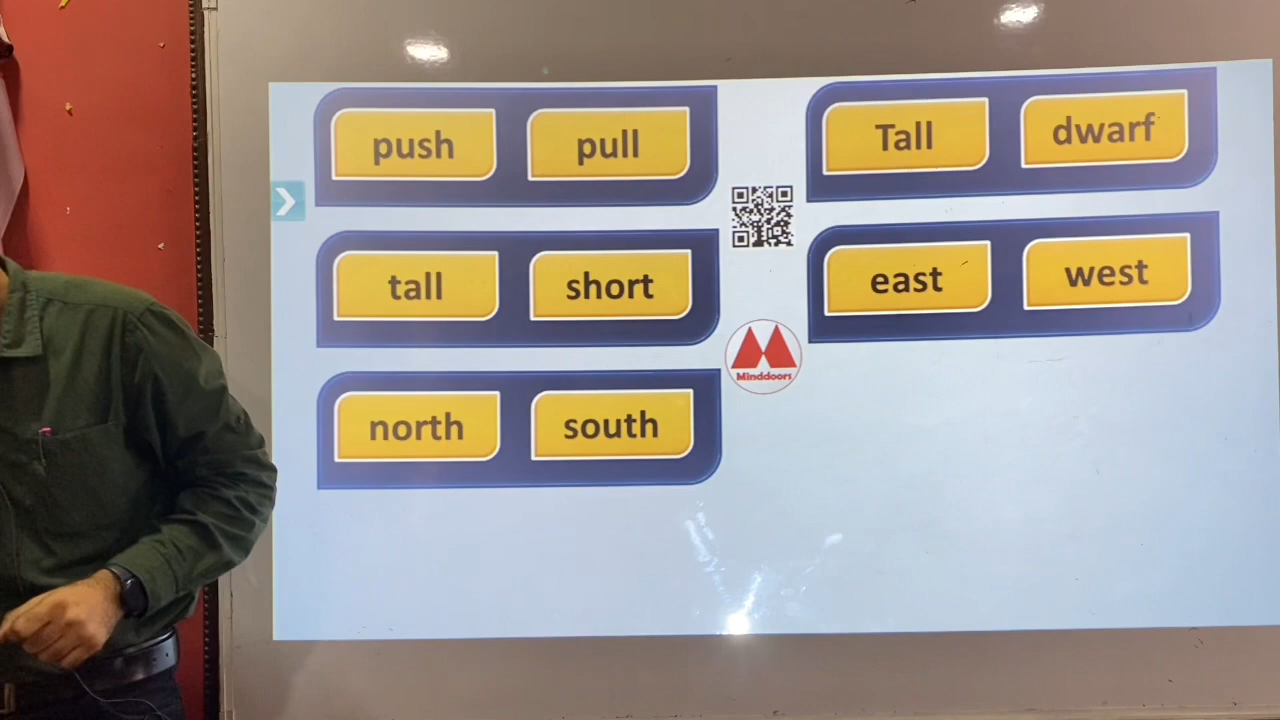 push pull
tall short
north south
Tall dwarf
east west
Minddoors